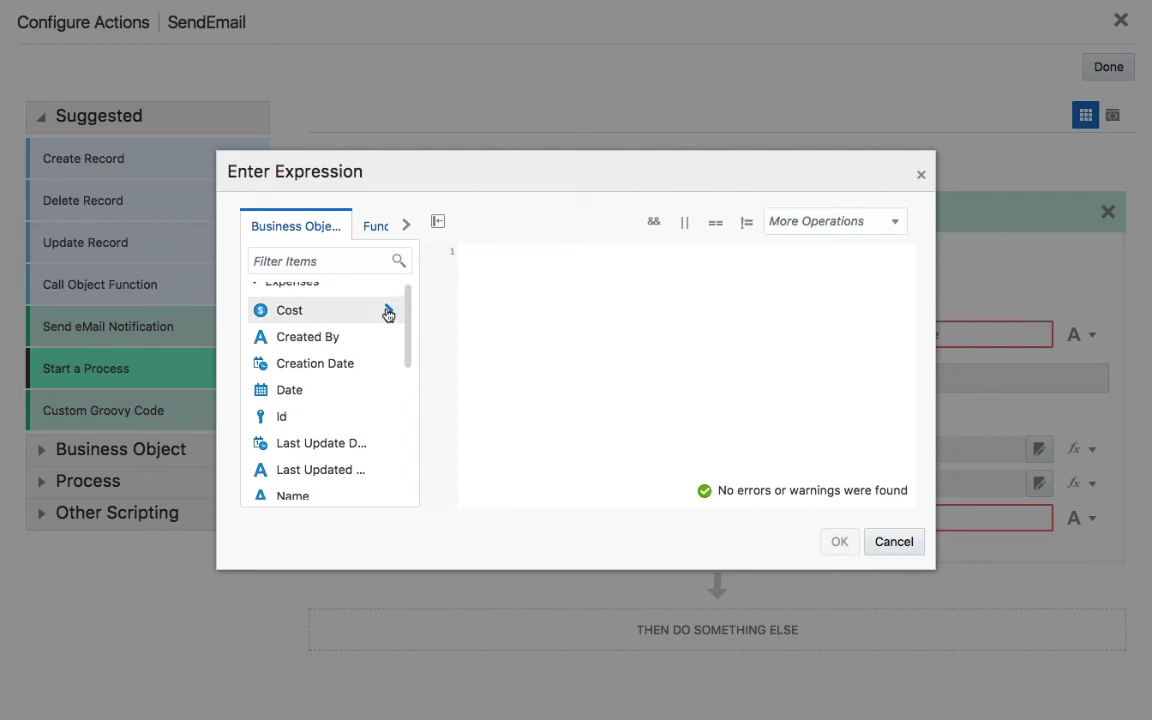 Configure Actions | SendEmail
Done
Suggested
Create Record
Delete Record
Update Record
Call Object Function
Send eMail Notification
Start a Process
Custom Groovy Code
Business Object
Process
Other Scripting
Enter Expression
Business Obje...
Func
Filter Items
Expenses
Cost
Created By
Creation Date
Date
Id
Last Update D...
Last Updated ...
Name
&&
||
==
!=
More Operations
1
No errors or warnings were found
OK
Cancel
A
fx
fx
A
THEN DO SOMETHING ELSE